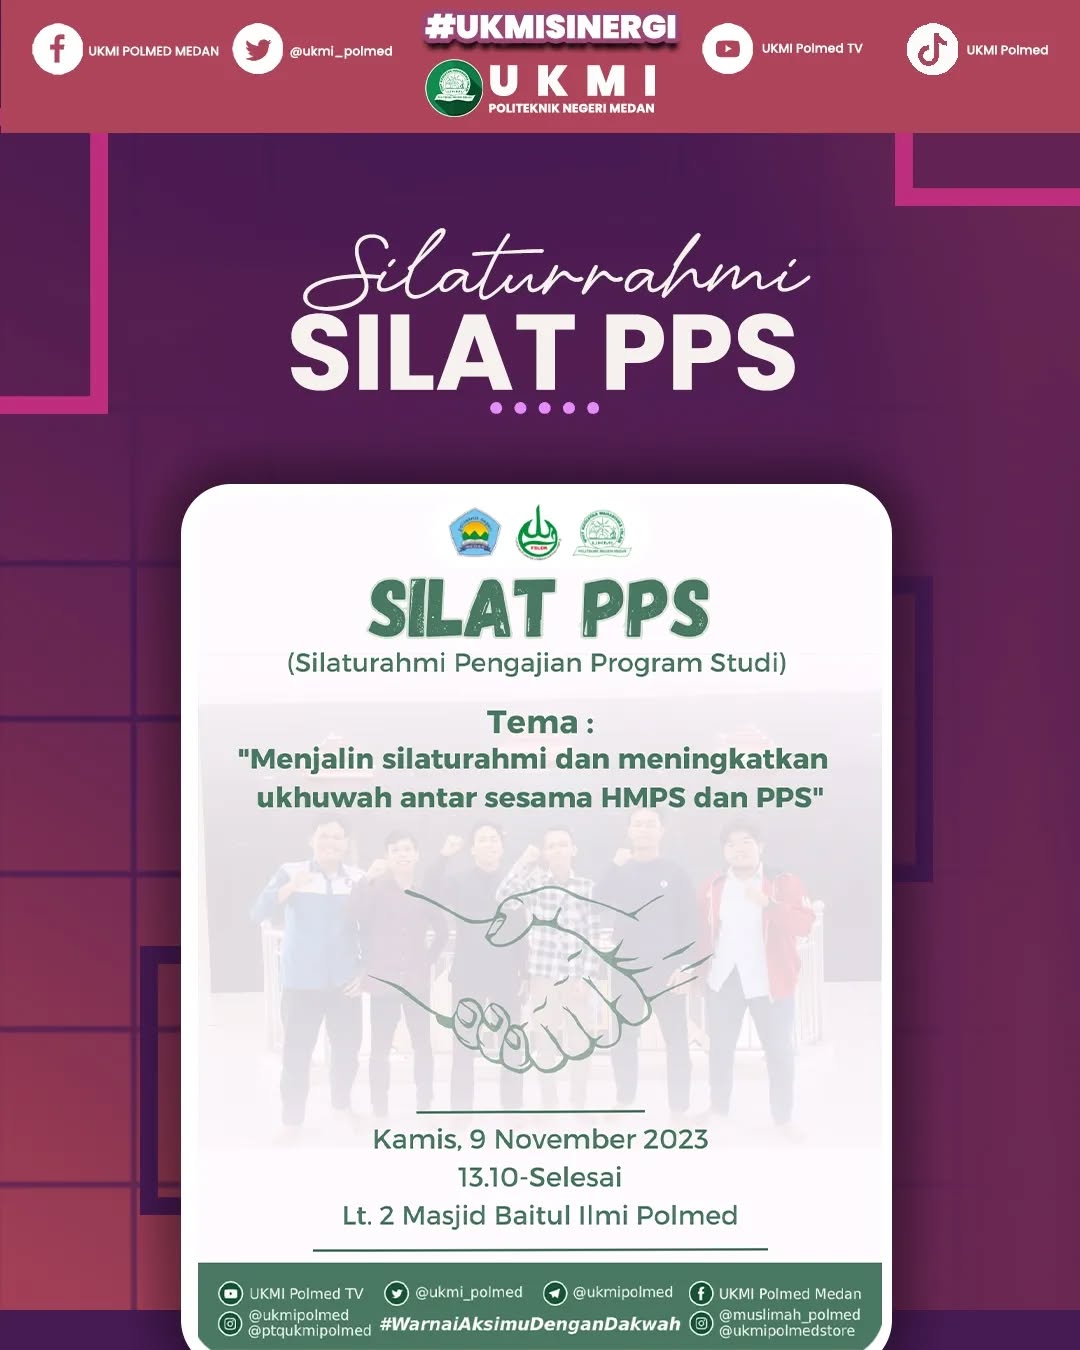 #UKMISINERGI
UKMI POLMED MEDAN
@ukmi_polmed
UKMI
POLITEKNIK NEGERI MEDAN
UKMI Polmed TV
UKMI Polmed
Silaturrahmi
SILAT PPS
SILAT PPS
(Silaturahmi Pengajian Program Studi)
Tema :
"Menjalin silaturahmi dan meningkatkan
ukhuwah antar sesama HMPS dan PPS"
Kamis, 9 November 2023
13.10-Selesai
Lt. 2 Masjid Baitul Ilmi Polmed
UKMI Polmed TV
@ukmi_polmed
@ukmipolmed
UKMI Polmed Medan
@ukmipolmed
@ptqukmipolmed
#WarnaiAksimuDenganDakwah
@muslimah_polmed
@ukmipolmedstore